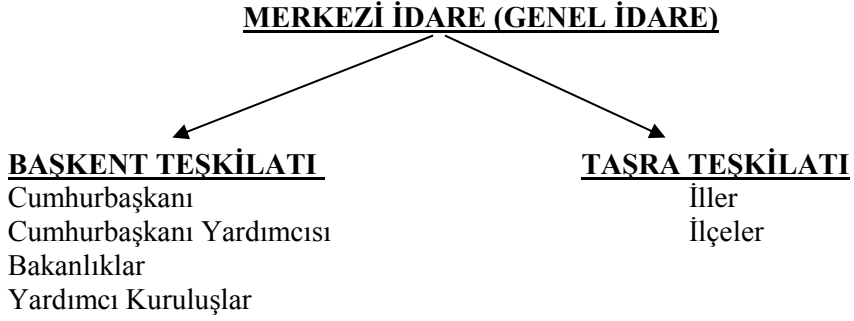 MERKEZİ İDARE (GENEL İDARE)
BAŞKENT TEŞKİLATI
Cumhurbaşkanı
Cumhurbaşkanı Yardımcısı
Bakanlıklar
Yardımcı Kuruluşlar
TAŞRA TEŞKİLATI
İller
İlçeler